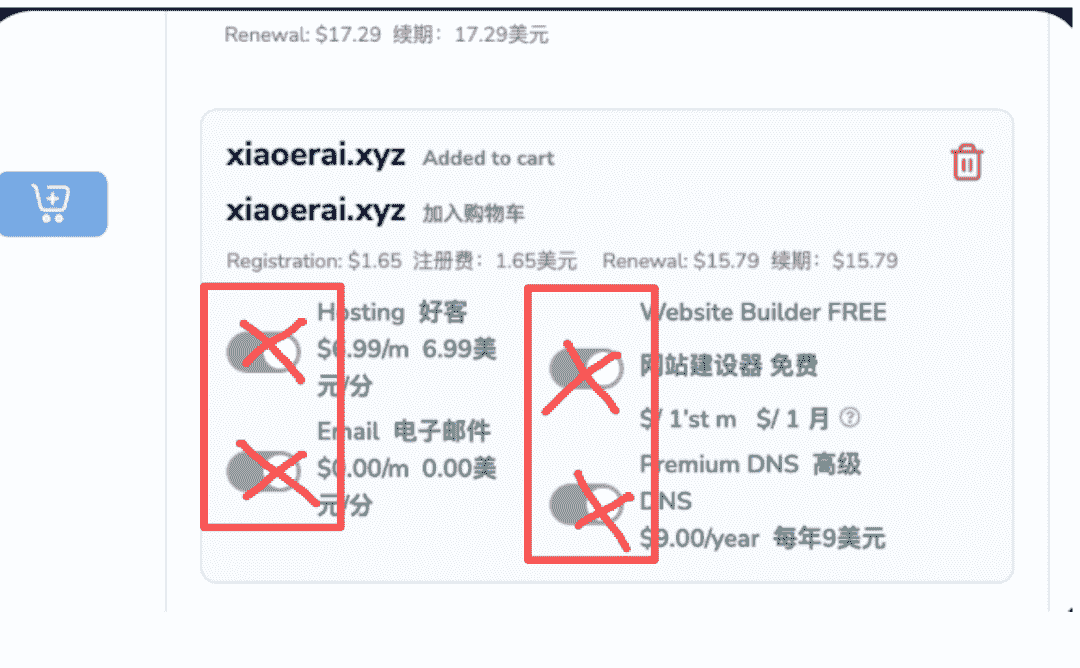 Renewal: $17.29 续期：17.29美元
xiaoerai.xyz Added to cart
xiaoerai.xyz 加入购物车
Registration: $1.65 注册费：1.65美元 Renewal: $15.79 续期：$15.79
Hosting 好客
$6.99/m 6.99美
元/分
Email 电子邮件
$0.00/m 0.00美
元/分
Website Builder FREE
网站建设器 免费
$/ 1'st m $/ 1 月 ?
Premium DNS 高级
DNS
$9.00/year 每年9美元